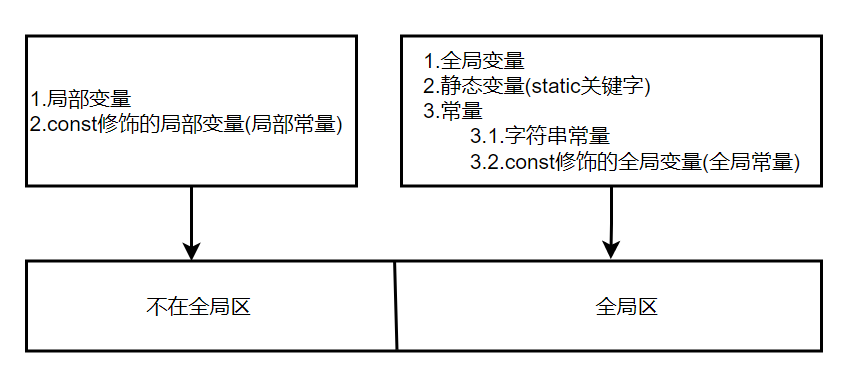 1.局部变量
2.const修饰的局部变量(局部常量)
1.全局变量
2.静态变量(static关键字)
3.常量
3.1.字符串常量
3.2.const修饰的全局变量(全局常量)
不在全局区
全局区